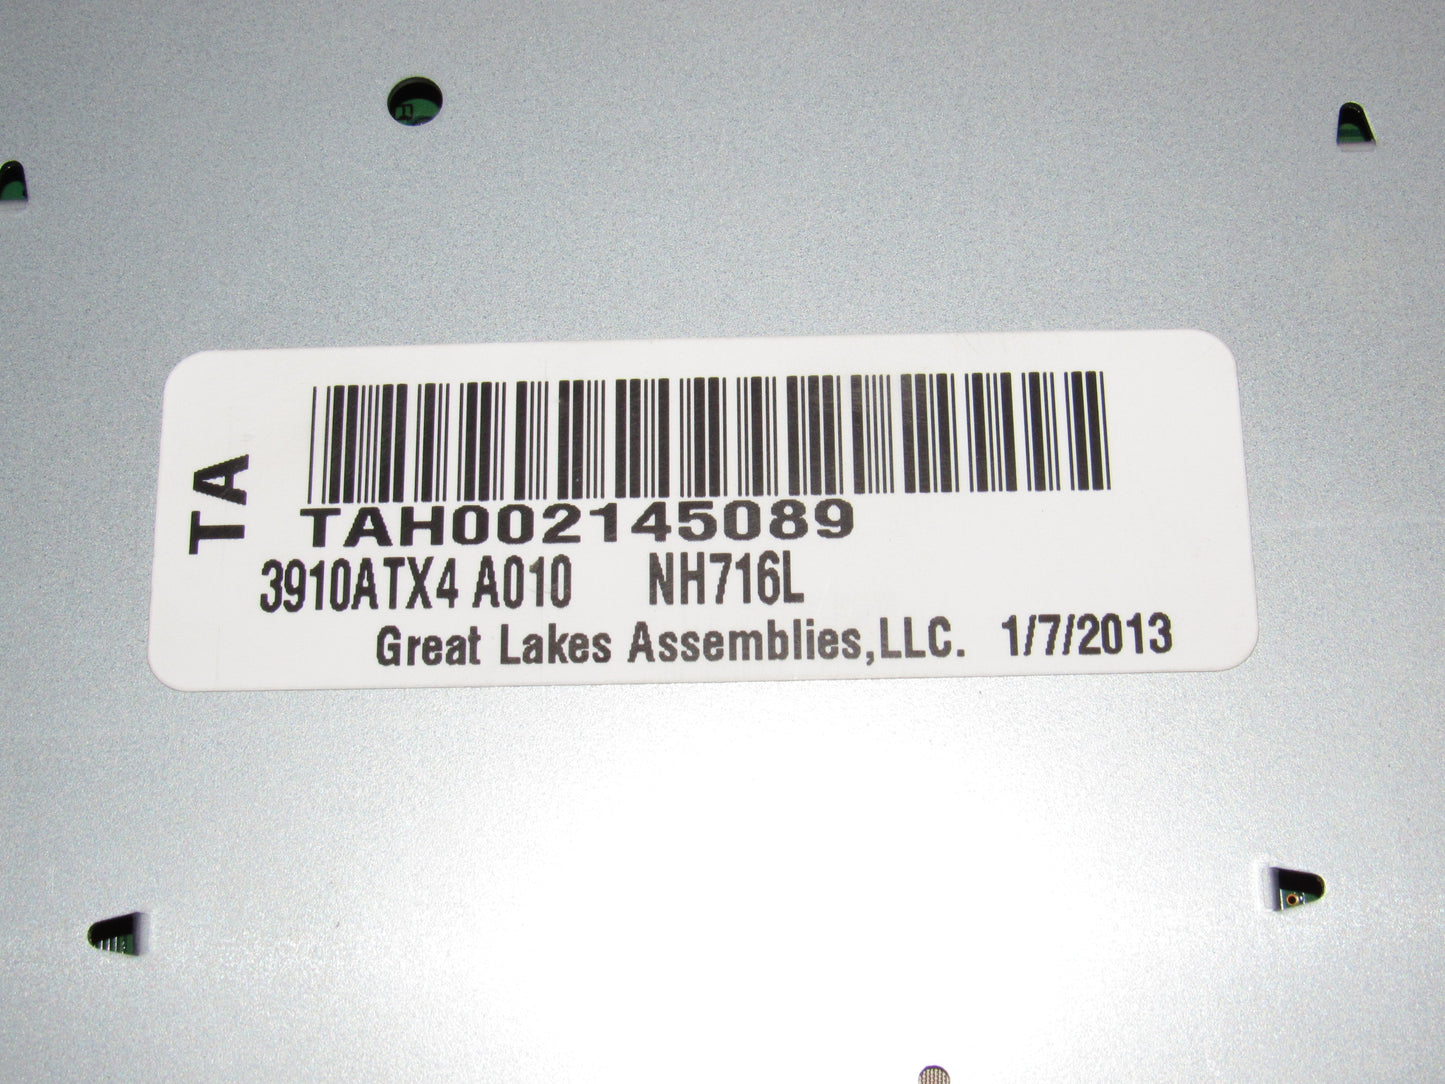 TA
TAH002145089
3910ATX4 A010 NH716L
Great Lakes Assemblies,LLC. 1/7/2013